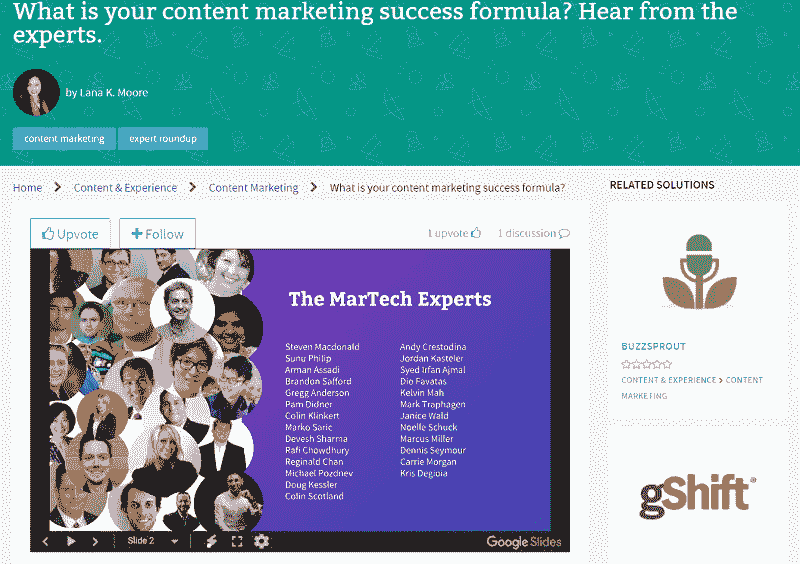 What is your content marketing success formula? Hear from the
experts.
by Lana K. Moore
content marketing
expert roundup
Home > Content & Experience > Content Marketing > What is your content marketing success formula?
Upvote
Follow
1 upvote
1 discussion
The MarTech Experts
Steven Macdonald
Sunu Philip
Arman Assadi
Brandon Safford
Gregg Anderson
Pam Didner
Colin Klinkert
Marko Saric
Devesh Sharma
Rafi Chowdhury
Reginald Chan
Michael Pozdnev
Doug Kessler
Colin Scotland
Andy Crestodina
Jordan Kasteler
Syed Irfan Ajmal
Dio Favatas
Kelvin Mah
Mark Traphagen
Janice Wald
Noelle Schuck
Marcus Miller
Dennis Seymour
Carrie Morgan
Kris Degioia
Slide 2
Google Slides
RELATED SOLUTIONS
BUZZSPROUT
CONTENT & EXPERIENCE > CONTENT
MARKETING
gShift®